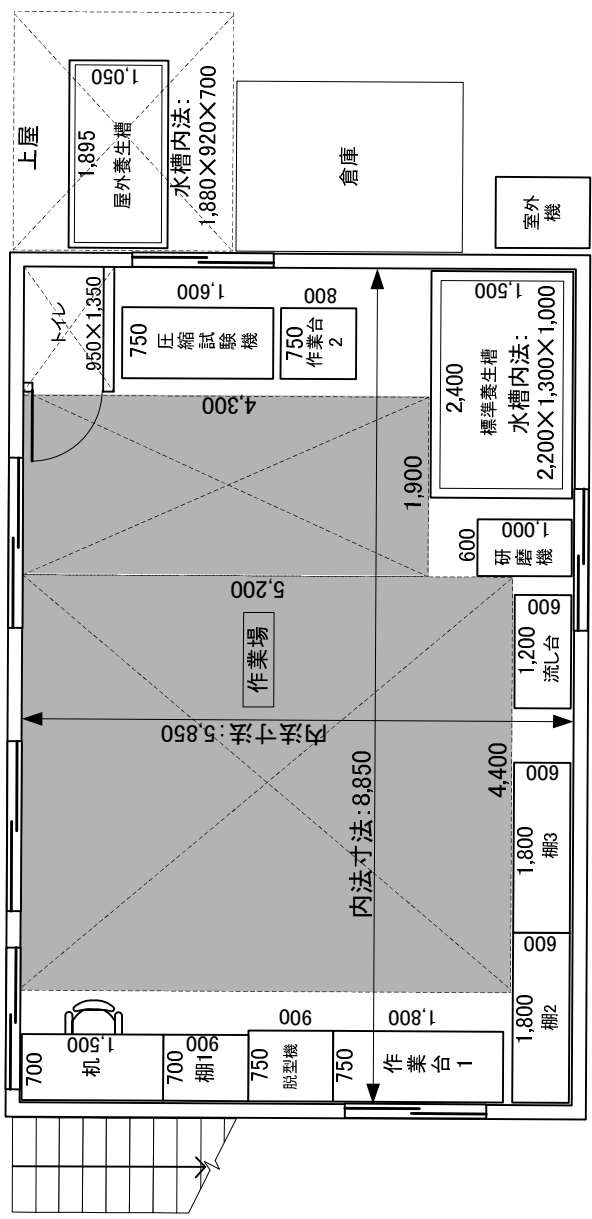 上屋
1,895
1,050
屋外養生槽
水槽内法:
1,880×920×700
倉庫
室外
機
トイレ
950×1,350
750
圧縮
試験
機
1,600
750
作業台
2
800
2,400
1,500
標準養生槽
水槽内法:
2,200×1,300×1,000
4,300
1,900
600
1,000
研磨
機
5,200
作業場
内法寸法:5,850
内法寸法:8,850
4,400
1,200
600
流し台
1,800
600
棚3
1,800
600
棚2
700
1,500
机
700
900
棚1
750
900
脱型機
750
1,800
作業
台1